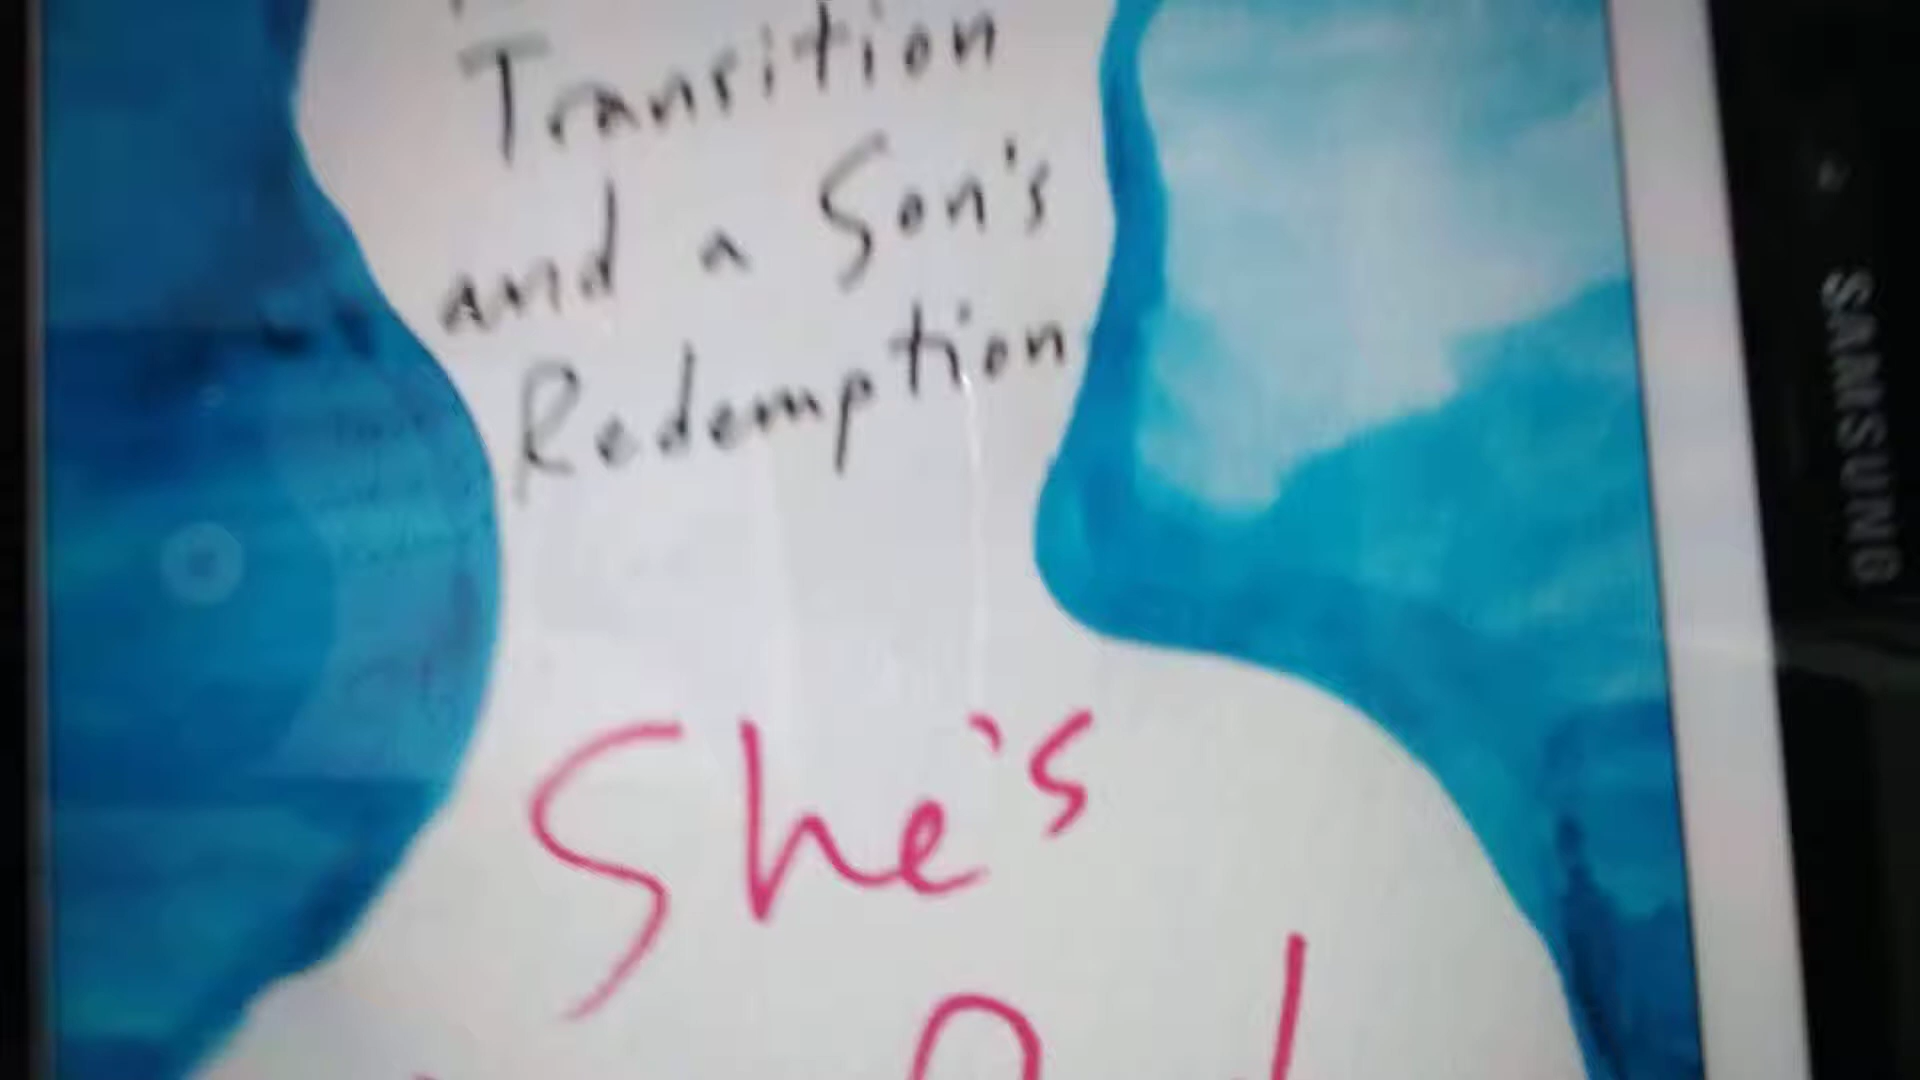 Transition
and a Son's
Redemption
She's
SAMSUNG